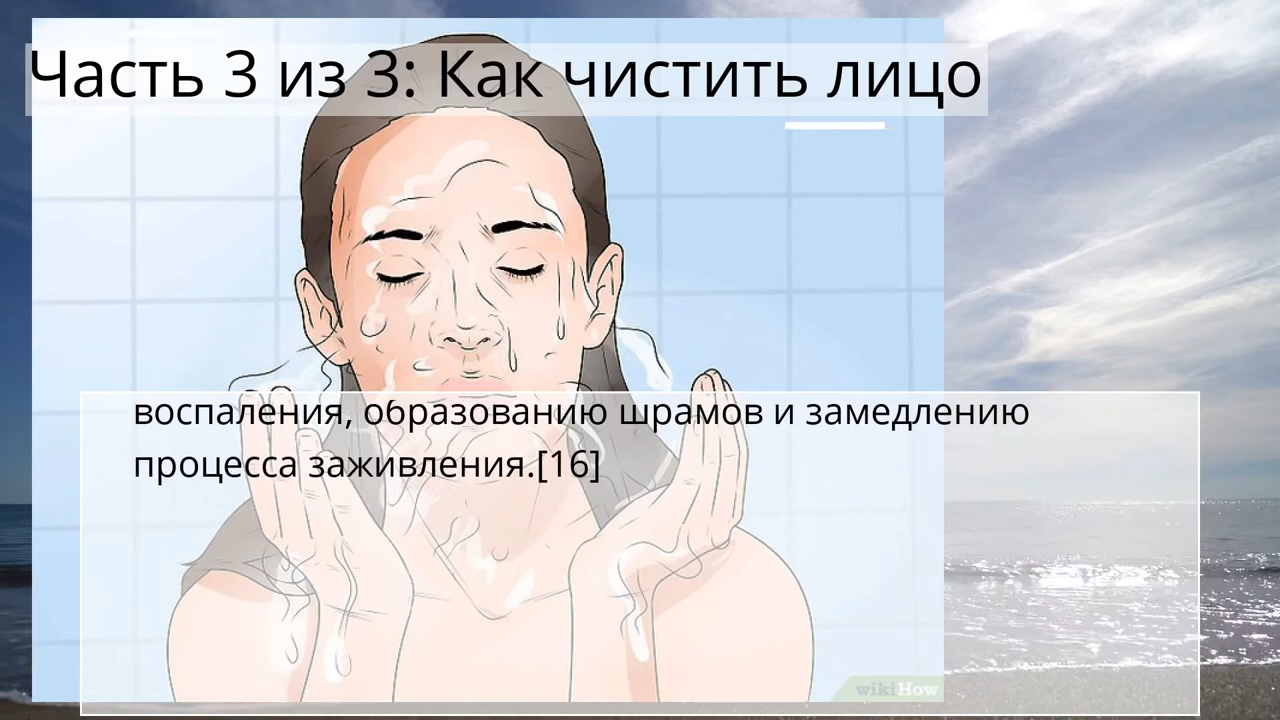 Часть 3 из 3: Как чистить лицо
воспаления, образованию шрамов и замедлению
процесса заживления.[16]
wikiHow